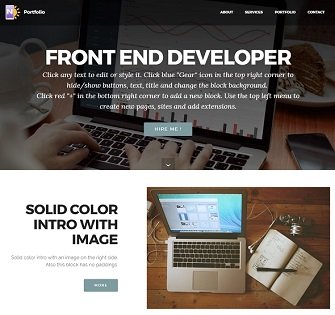 Portfolio
ABOUT SERVICES PORTFOLIO CONTACT
FRONT END DEVELOPER
Click any text to edit or style it. Click blue "Gear" icon in the top right corner to
hide/show buttons, text, title and change the block background.
Click red "+" in the bottom right corner to add a new block. Use the top left menu to
create new pages, sites and add extensions.
HIRE ME !
SOLID COLOR
INTRO WITH
IMAGE
Solid color intro with an image on the right side.
Also this block has no paddings.
MORE